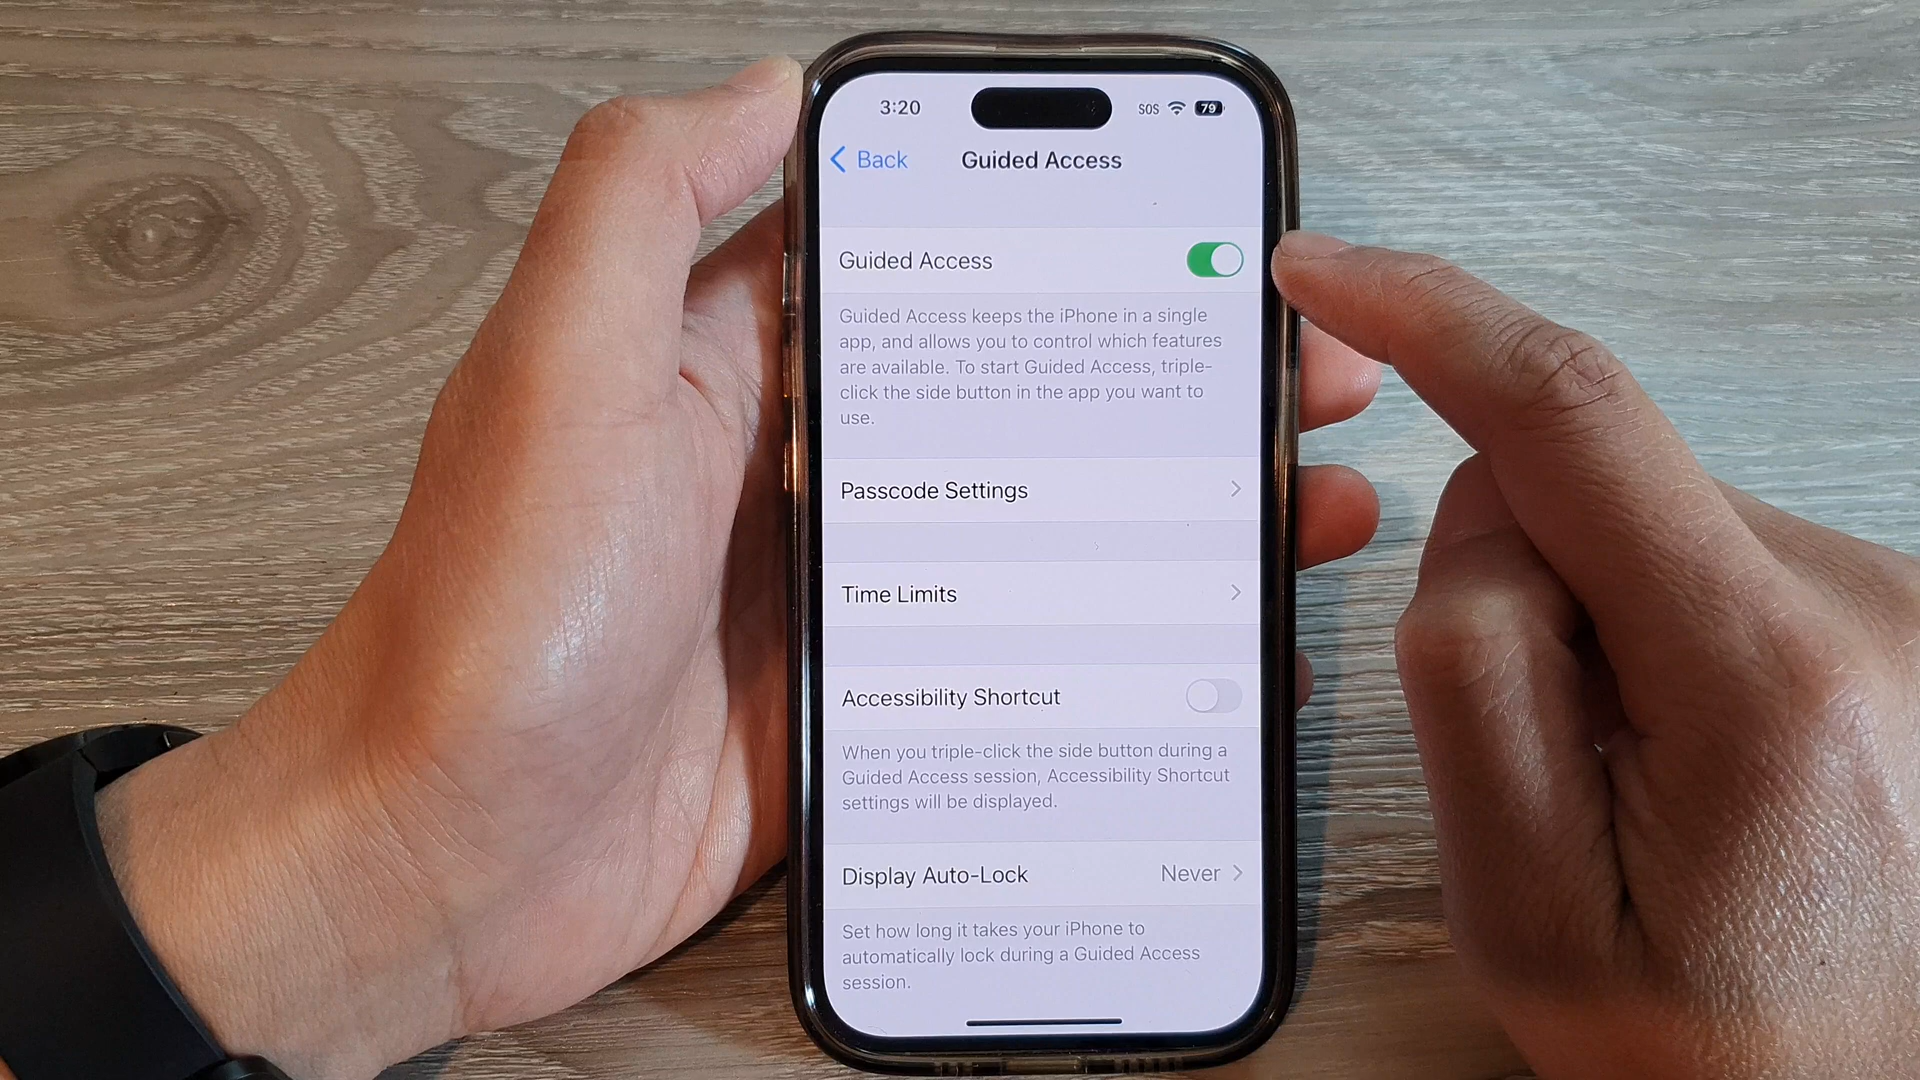 3:20
SOS
79
Back
Guided Access
Guided Access
Guided Access keeps the iPhone in a single
app, and allows you to control which features
are available. To start Guided Access, triple-
click the side button in the app you want to
use.
Passcode Settings
Time Limits
Accessibility Shortcut
When you triple-click the side button during a
Guided Access session, Accessibility Shortcut
settings will be displayed.
Display Auto-Lock Never
Set how long it takes your iPhone to
automatically lock during a Guided Access
session.